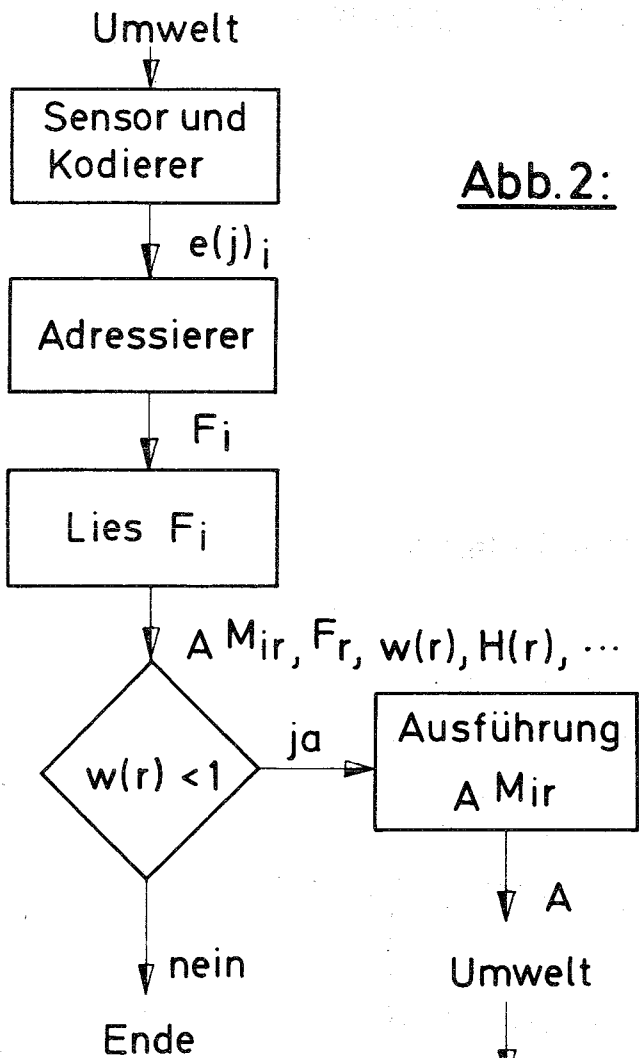 Umwelt
Sensor und
Kodierer
Abb.2:
e(j)i
Adressierer
Fi
Lies Fi
A Mir, Fr, w(r), H(r), ···
w(r) <1
ja
Ausführung
A Mir
A
nein
Umwelt
Ende